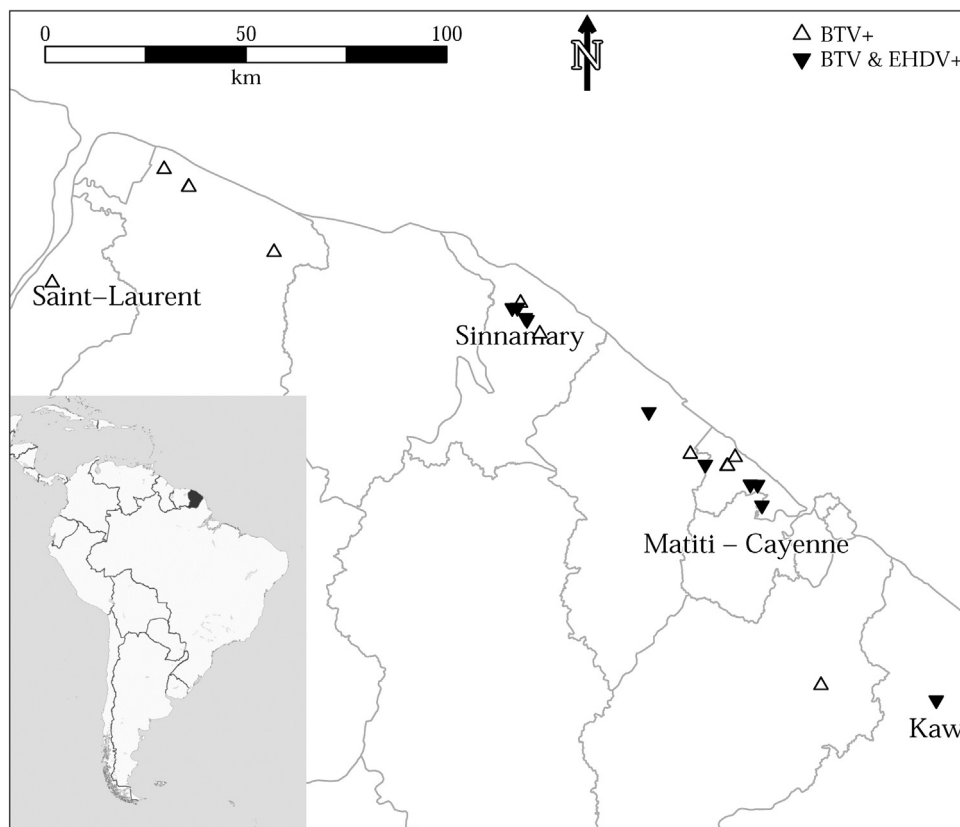 0 50 100
km
N
BTV+
BTV & EHDV+
Saint–Laurent
Sinnamary
Matiti – Cayenne
Kaw